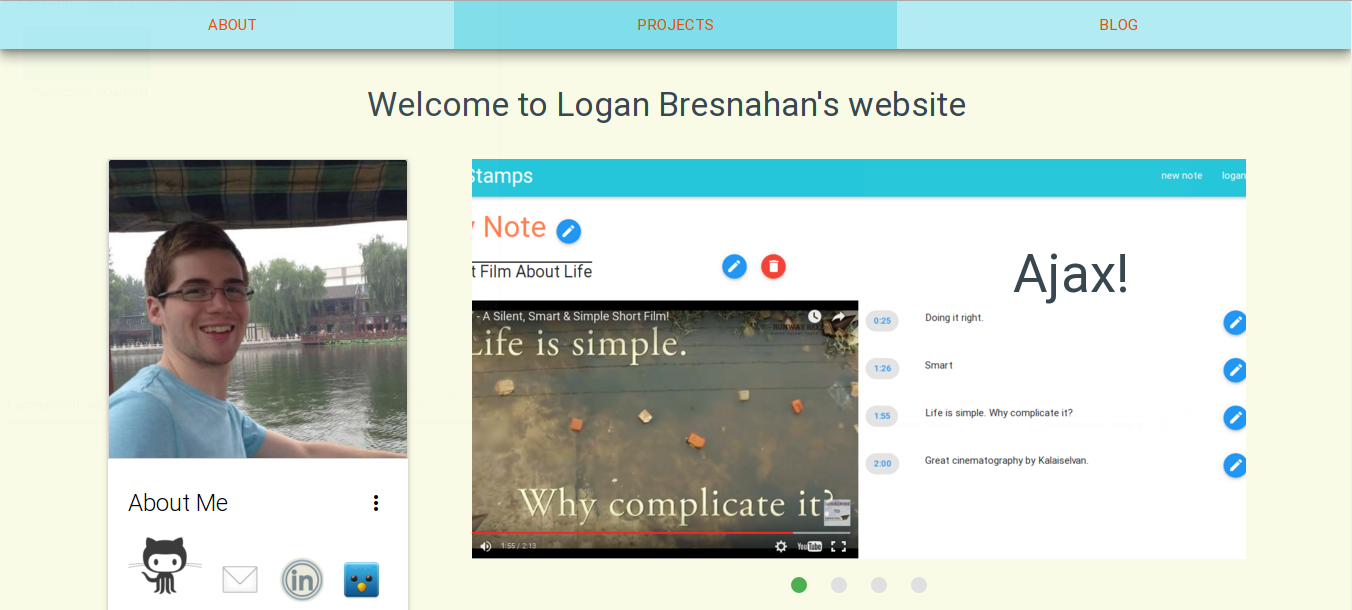 ABOUT
PROJECTS
BLOG
Welcome to Logan Bresnahan's website
Stamps
new note
logan
Note
t Film About Life
Ajax!
- A Silent, Smart & Simple Short Film!
Life is simple.
Why complicate it?
1:55 / 2:13
YouTube
0:25 Doing it right.
1:26 Smart
1:55 Life is simple. Why complicate it?
2:00 Great cinematography by Kalaiselvan.
About Me
in